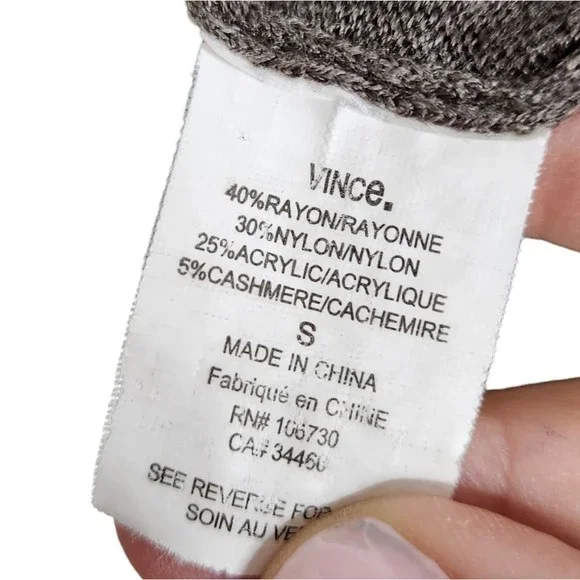 VINCe.
40%RAYON/RAYONNE
30%NYLON/NYLON
25%ACRYLIC/ACRYLIQUE
5%CASHMERE/CACHEMIRE
S
MADE IN CHINA
Fabriqué en CHINE
RN# 106730
CA# 34460
SEE REVERSE FOR
SOIN AU